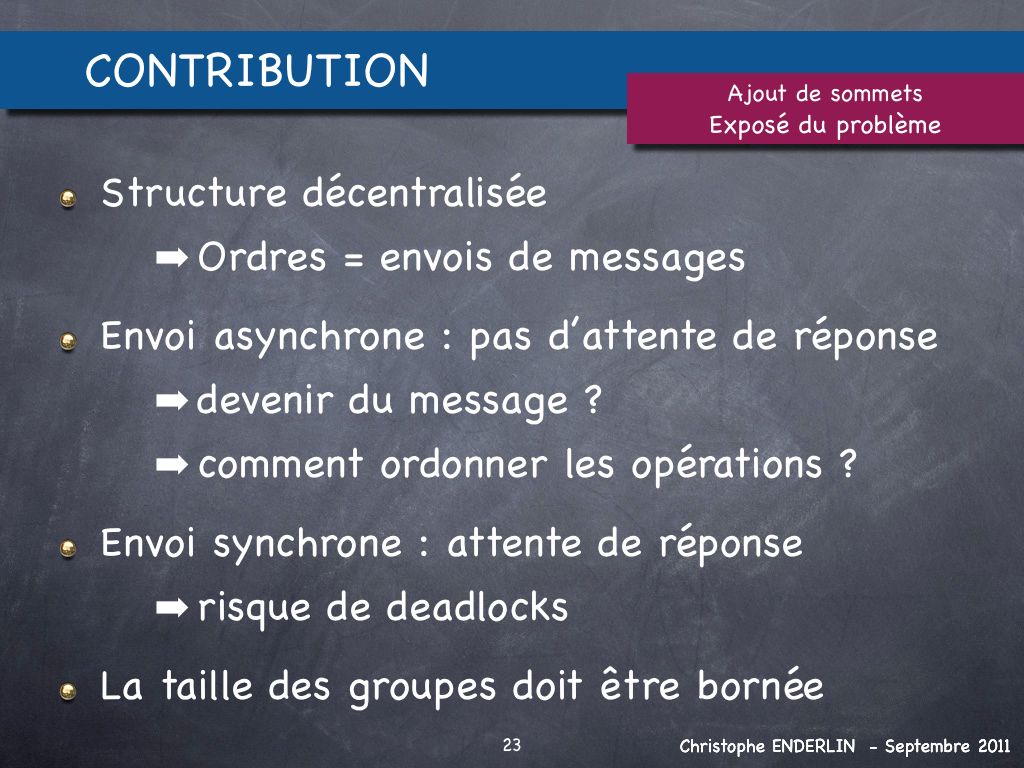 CONTRIBUTION
Ajout de sommets
Exposé du problème
Structure décentralisée
➡ Ordres = envois de messages
Envoi asynchrone : pas d'attente de réponse
➡ devenir du message ?
➡ comment ordonner les opérations ?
Envoi synchrone : attente de réponse
➡ risque de deadlocks
La taille des groupes doit être bornée
23
Christophe ENDERLIN - Septembre 2011